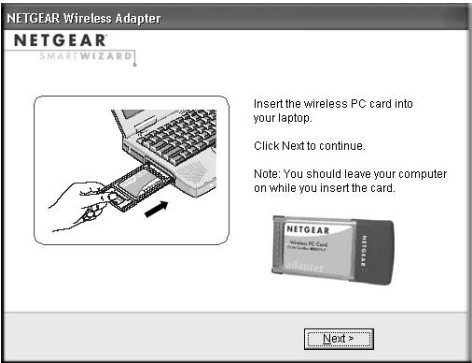 NETGEAR Wireless Adapter
NETGEAR
SMARTWIZARD
Insert the wireless PC card into
your laptop.
Click Next to continue.
Note: You should leave your computer
on while you insert the card.
NETGEAR
Wireless PC Card
NETGEAR
adapter
Next >